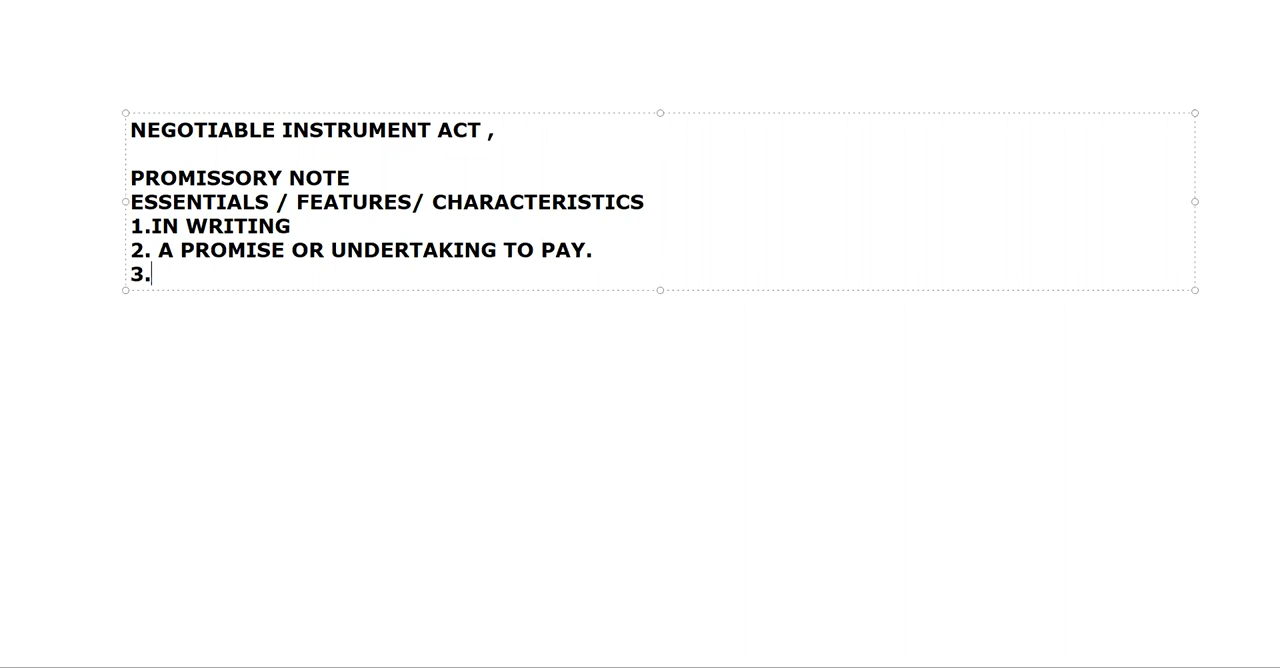 NEGOTIABLE INSTRUMENT ACT ,
PROMISSORY NOTE
ESSENTIALS / FEATURES/ CHARACTERISTICS
1.IN WRITING
2. A PROMISE OR UNDERTAKING TO PAY.
3.